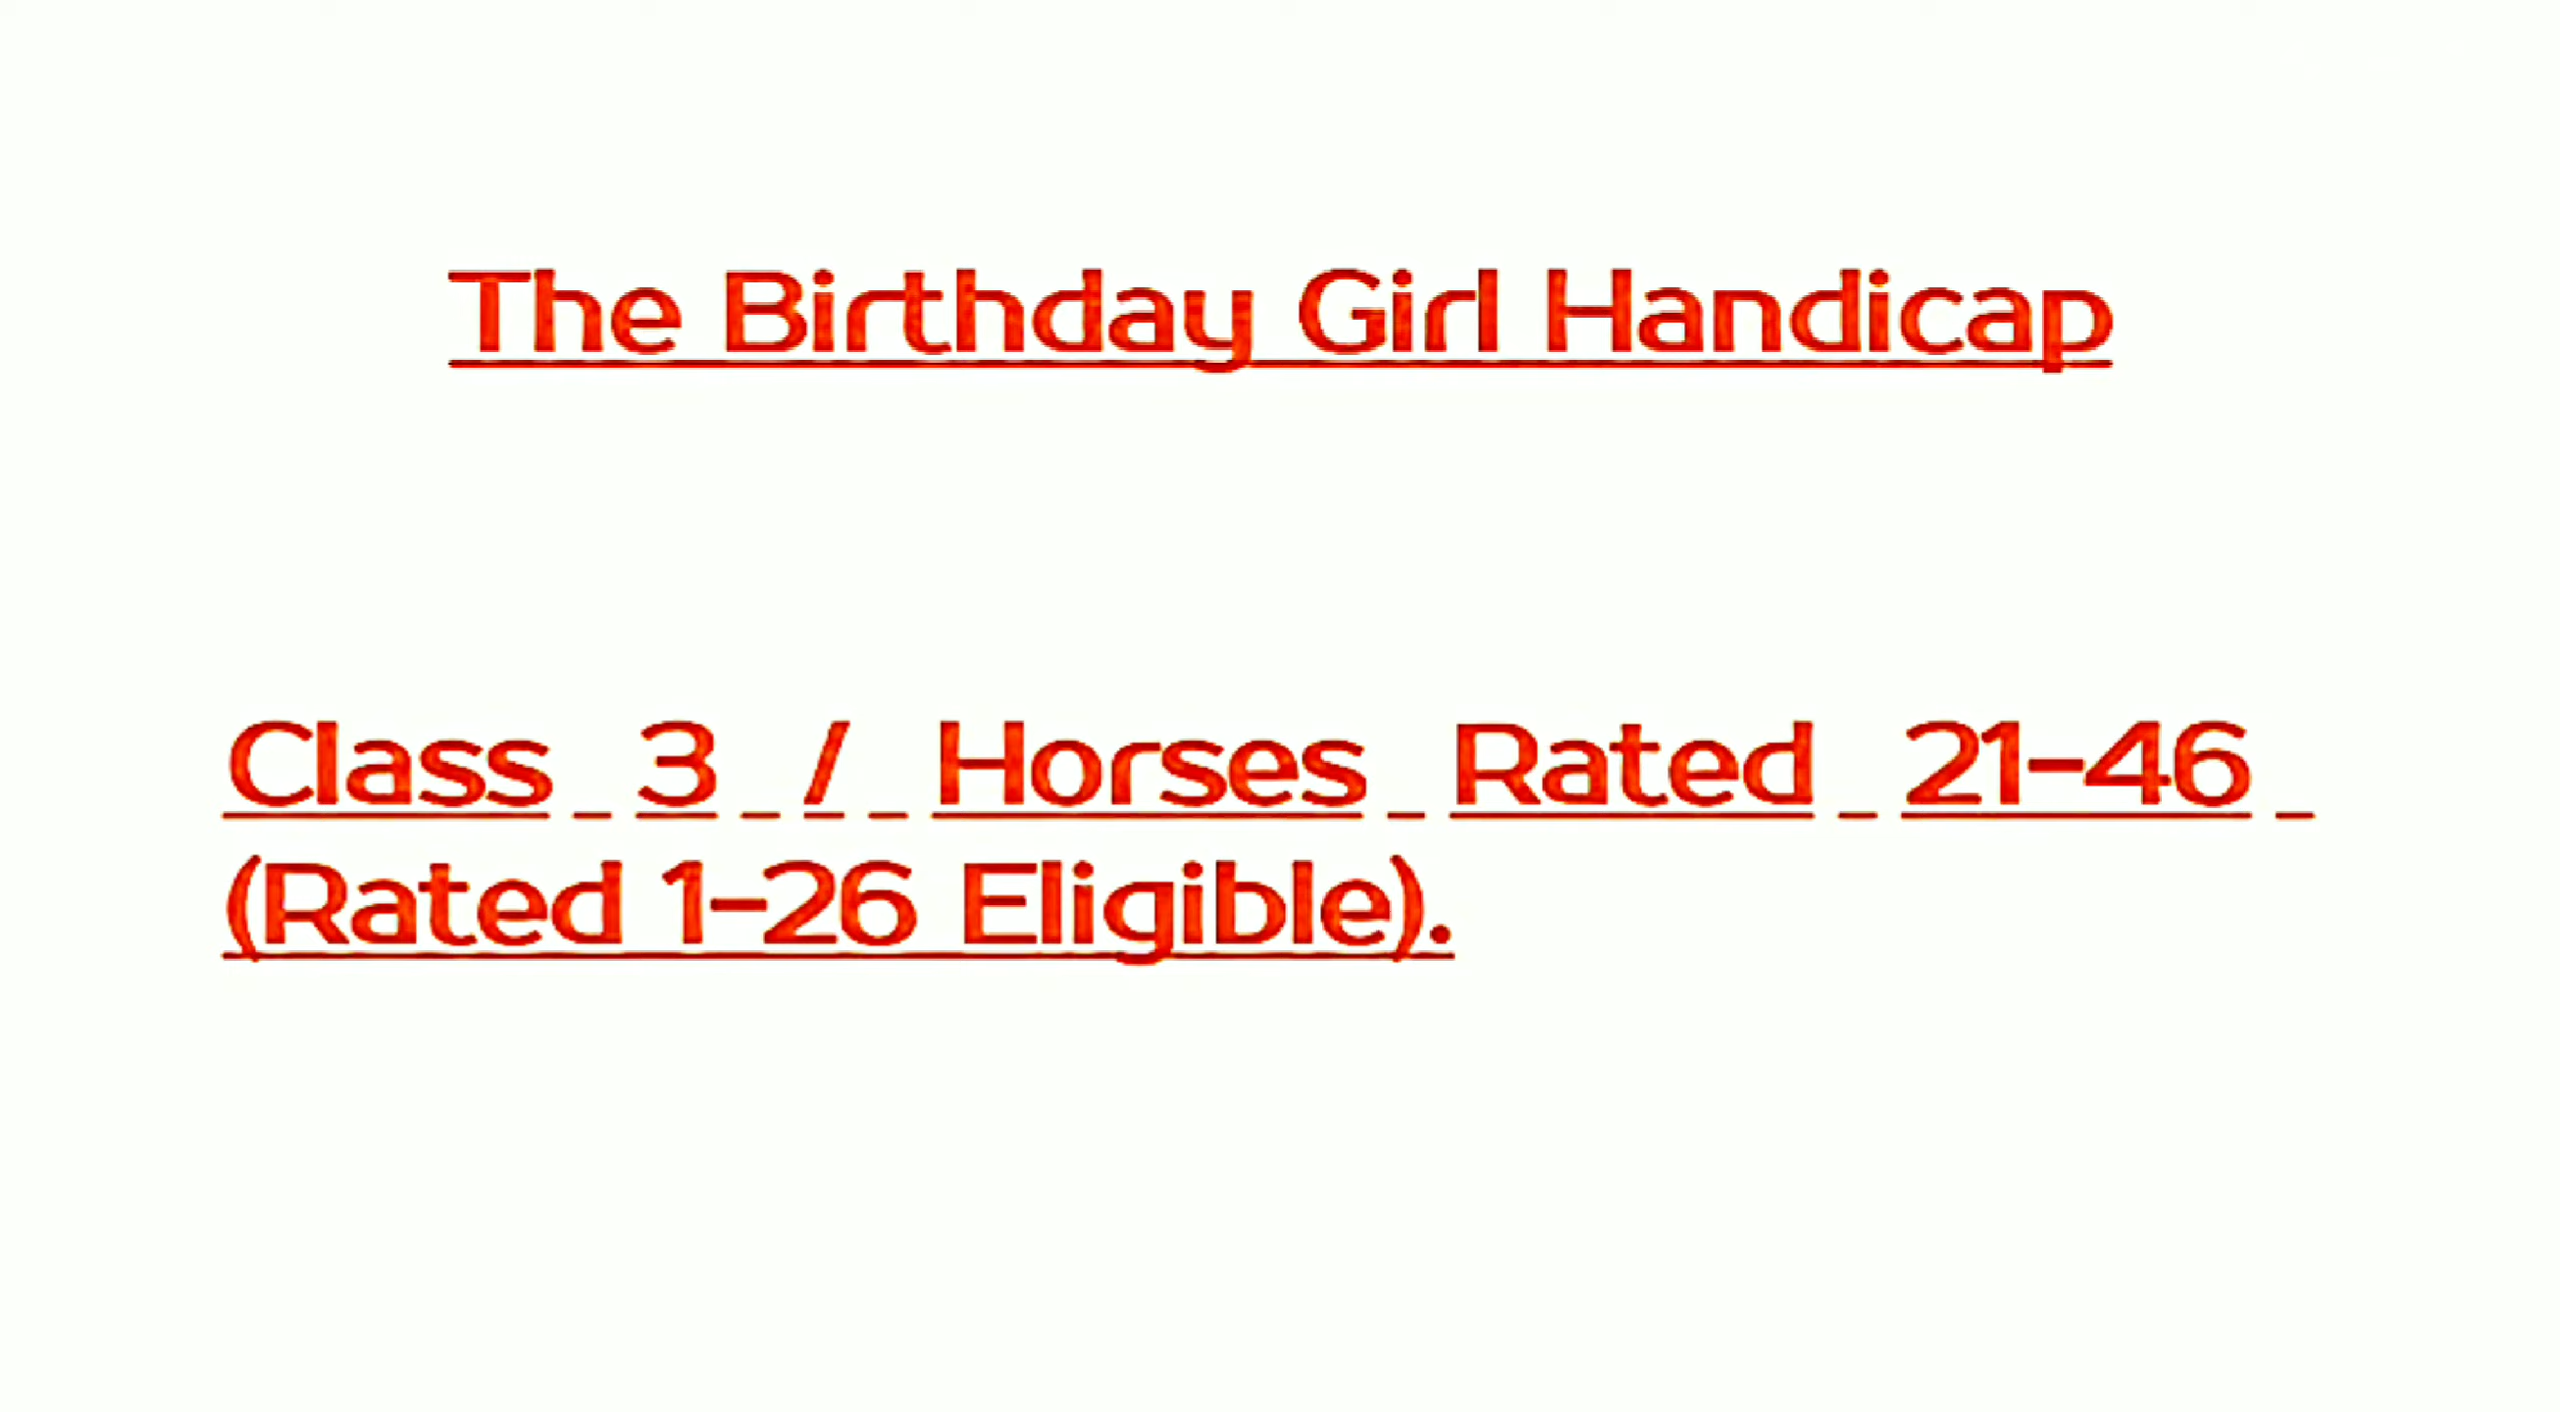 The Birthday Girl Handicap
Class 3 / Horses Rated 21-46
(Rated 1-26 Eligible).